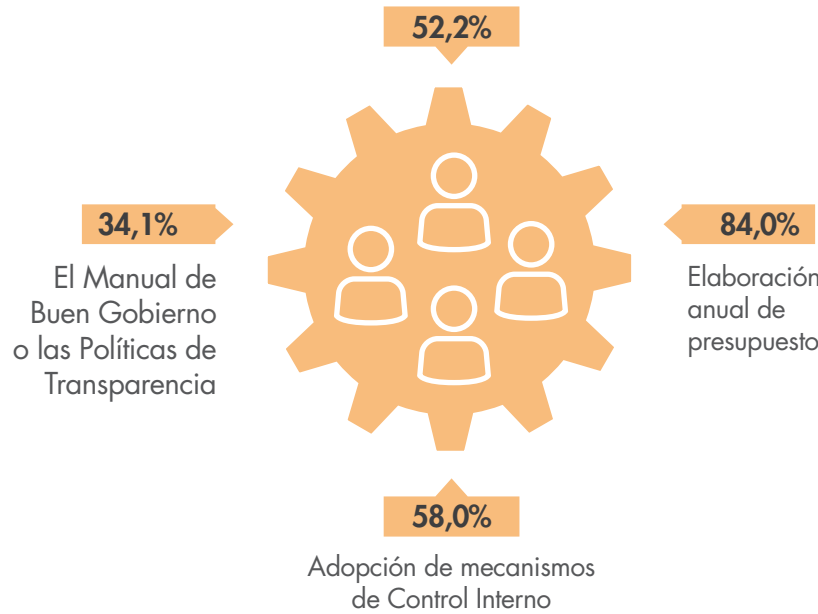 52,2%
34,1%
El Manual de
Buen Gobierno
o las Políticas de
Transparencia
84,0%
Elaboración
anual de
presupuesto
58,0%
Adopción de mecanismos
de Control Interno